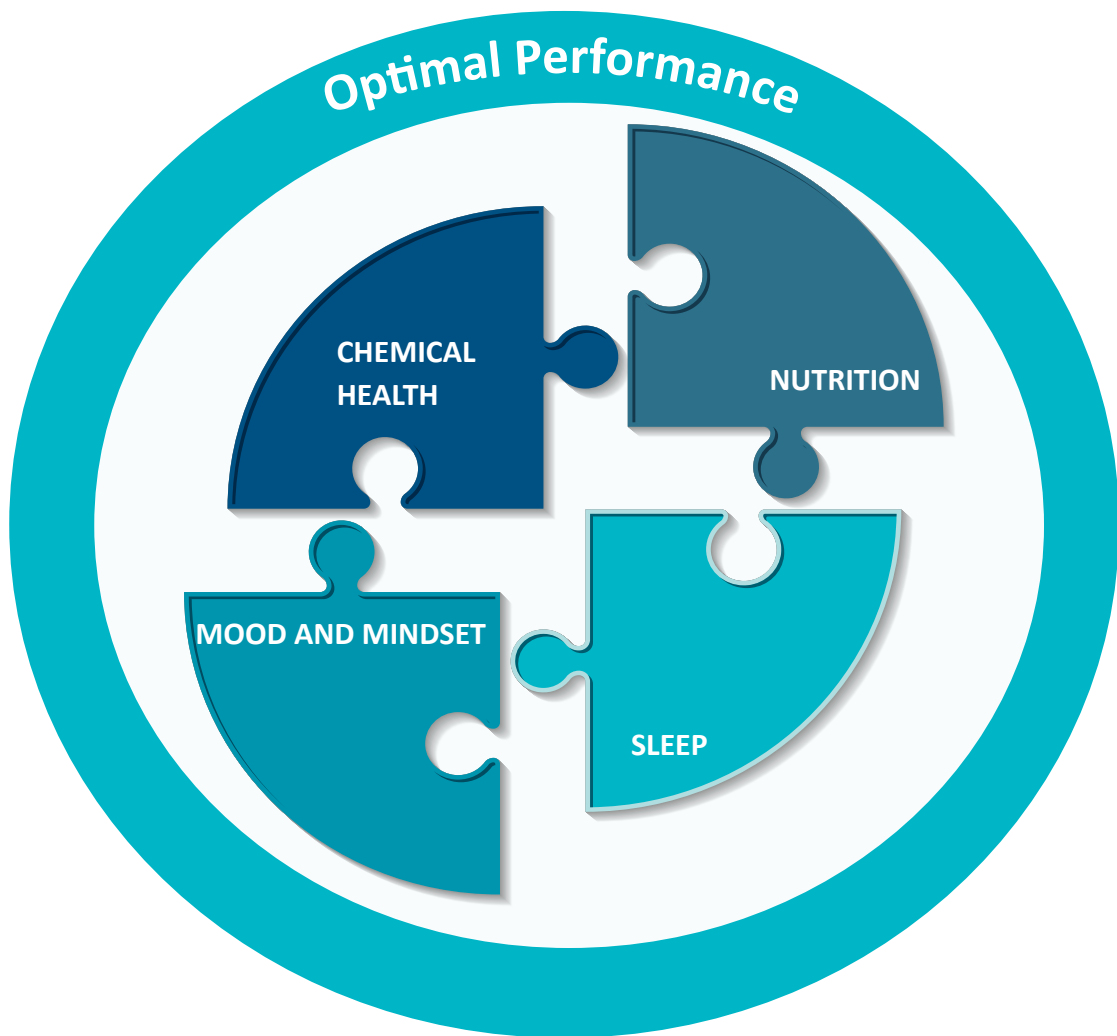 Optimal Performance
CHEMICAL
HEALTH
NUTRITION
MOOD AND MINDSET
SLEEP